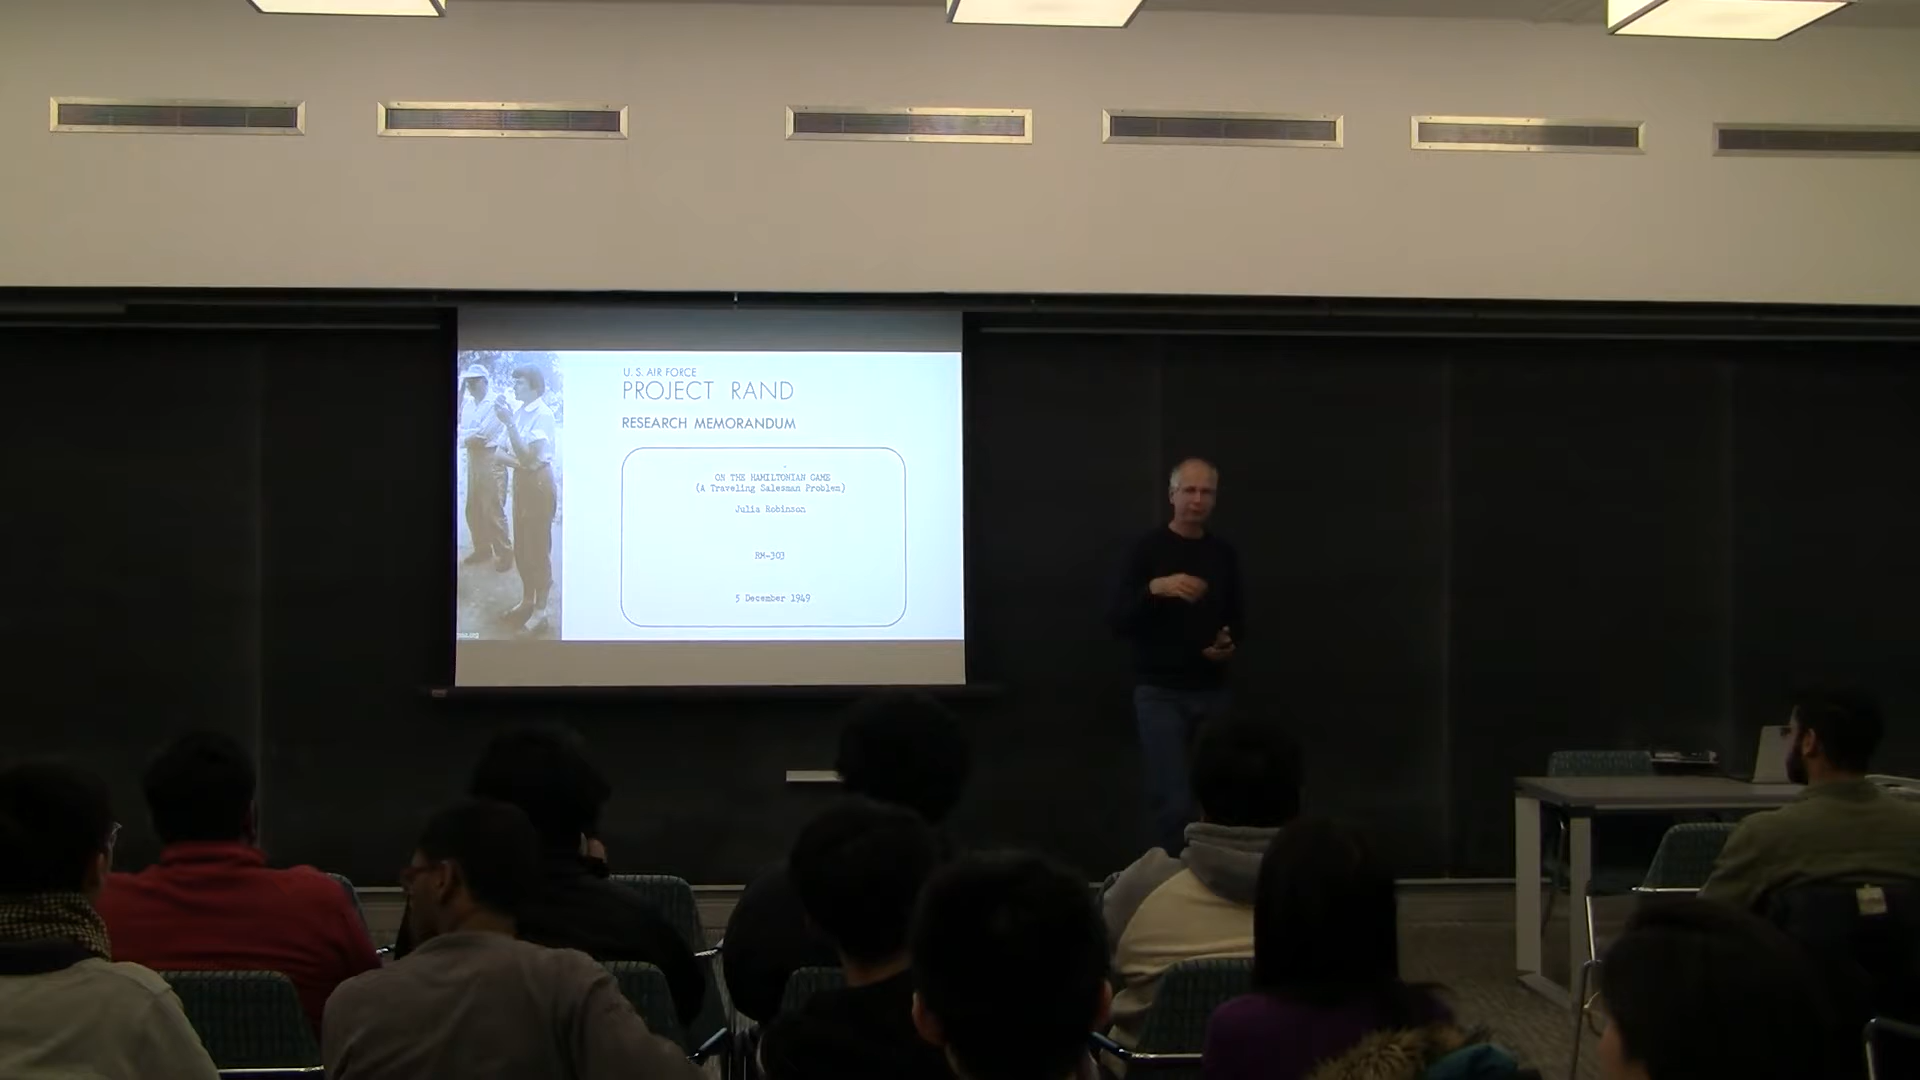 U. S. AIR FORCE
PROJECT RAND
RESEARCH MEMORANDUM
ON THE HAMILTONIAN GAME
(A Traveling Salesman Problem)
Julia Robinson
RM-303
5 December 1949